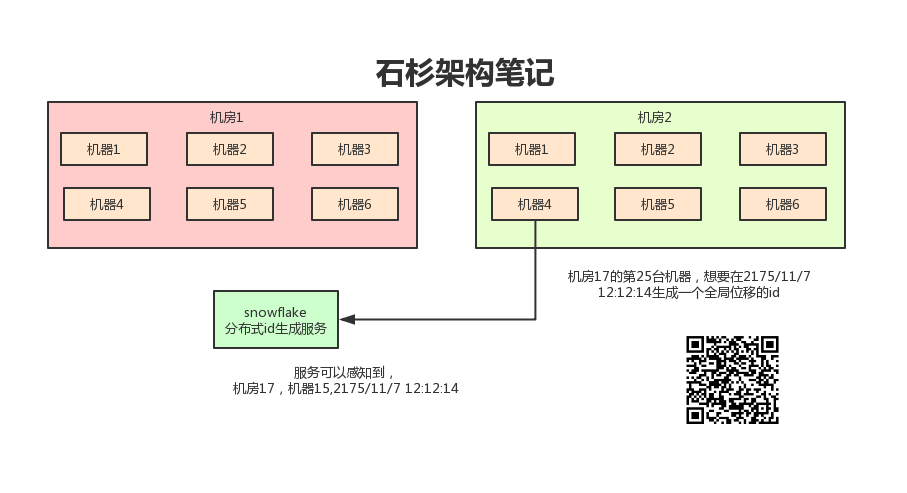 石杉架构笔记
机房1
机器1
机器2
机器3
机器4
机器5
机器6
机房2
机器1
机器2
机器3
机器4
机器5
机器6
机房17的第25台机器，想要在2175/11/7
12:12:14生成一个全局位移的id
snowflake
分布式id生成服务
服务可以感知到，
机房17，机器15,2175/11/7 12:12:14